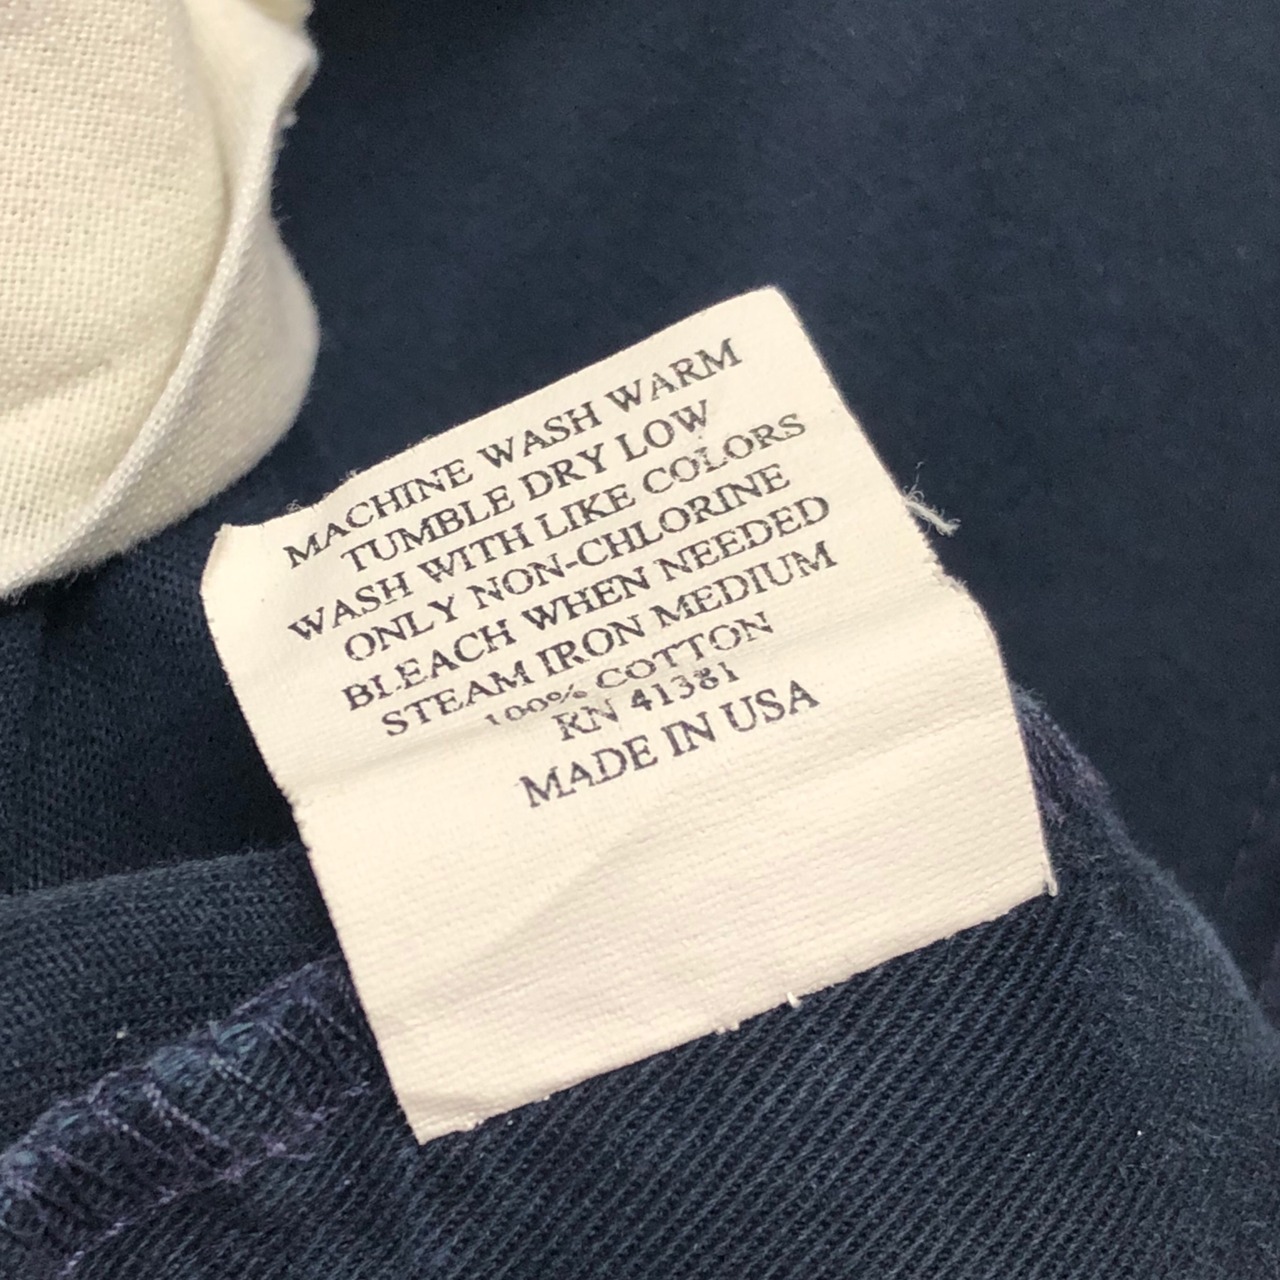 MACHINE WASH WARM
TUMBLE DRY LOW
WASH WITH LIKE COLORS
ONLY NON-CHLORINE
BLEACH WHEN NEEDED
STEAM IRON MEDIUM
100% COTTON
RN 41381
MADE IN USA